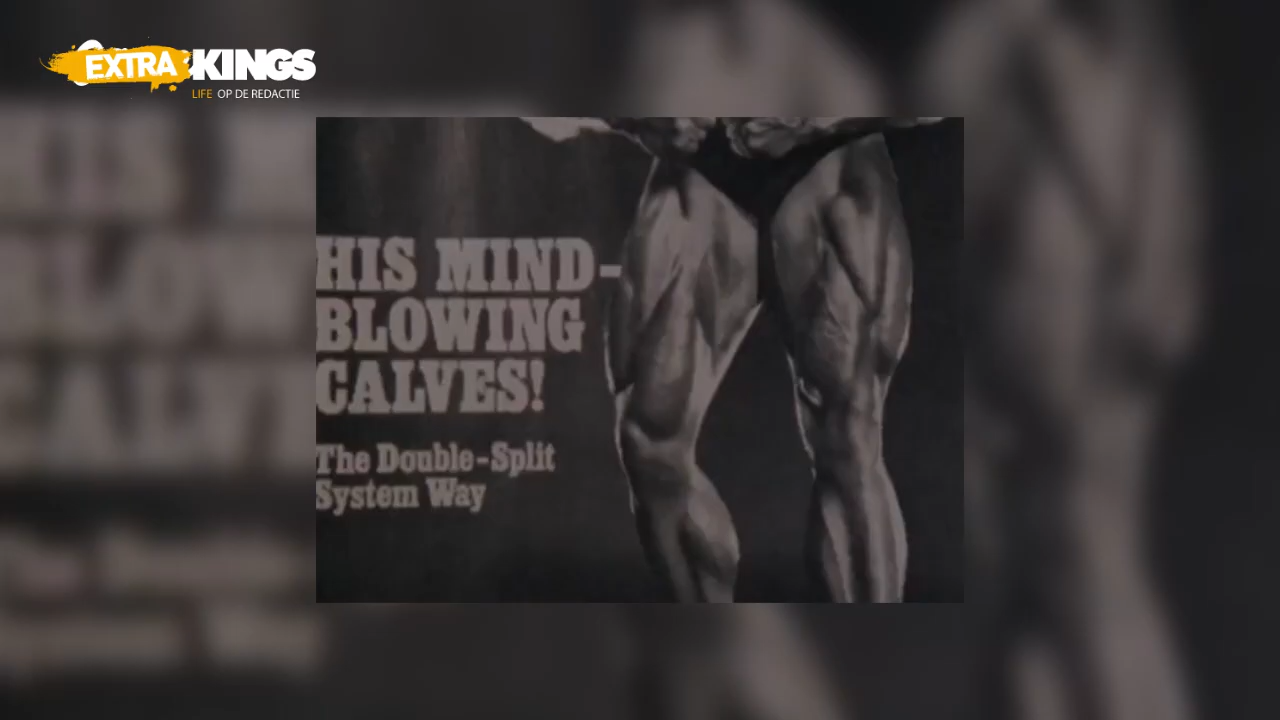 EXTRA KINGS
LIFE OP DE REDACTIE
HIS MIND-
BLOWING
CALVES!
The Double-Split
System Way